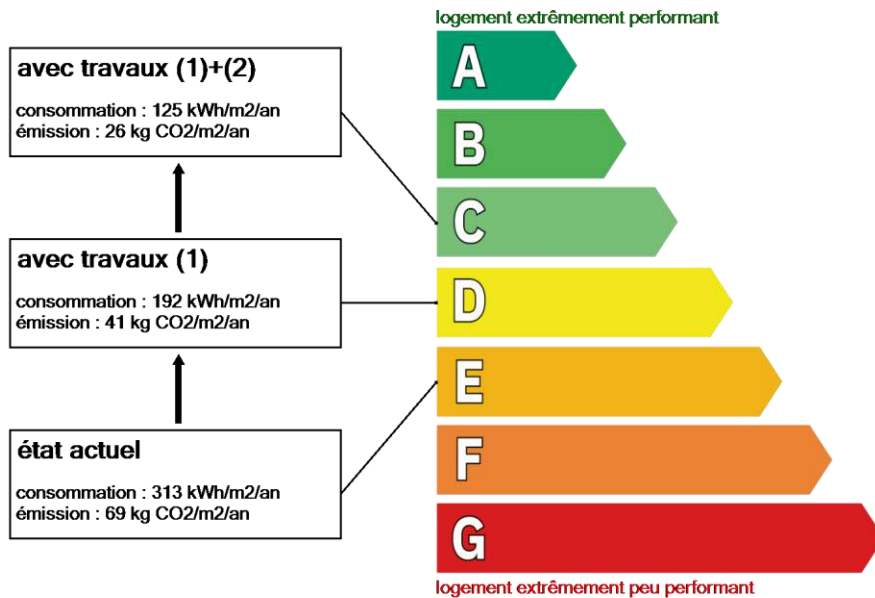 logement extrêmement performant
avec travaux (1)+(2)
consommation : 125 kWh/m2/an
émission : 26 kg CO2/m2/an
avec travaux (1)
consommation : 192 kWh/m2/an
émission : 41 kg CO2/m2/an
état actuel
consommation : 313 kWh/m2/an
émission : 69 kg CO2/m2/an
A
B
C
D
E
F
G
logement extrêmement peu performant